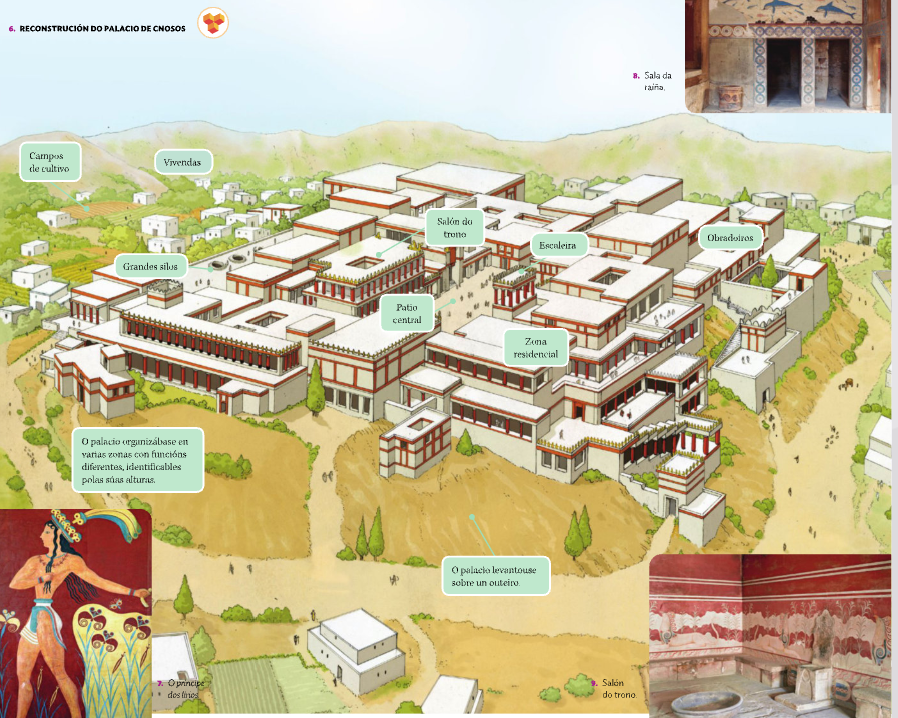 6. RECONSTRUCIÓN DO PALACIO DE CNOSOS
8. Sala da
raíña.
Campos
de cultivo
Vivendas
Salón do
trono
Escaleira
Obradoiros
Grandes silos
Patio
central
Zona
residencial
O palacio organizábase en
varias zonas con funcións
diferentes, identificables
polas súas alturas.
O palacio levantouse
sobre un outeiro.
7. O príncipe
dos lirios.
9. Salón
do trono.